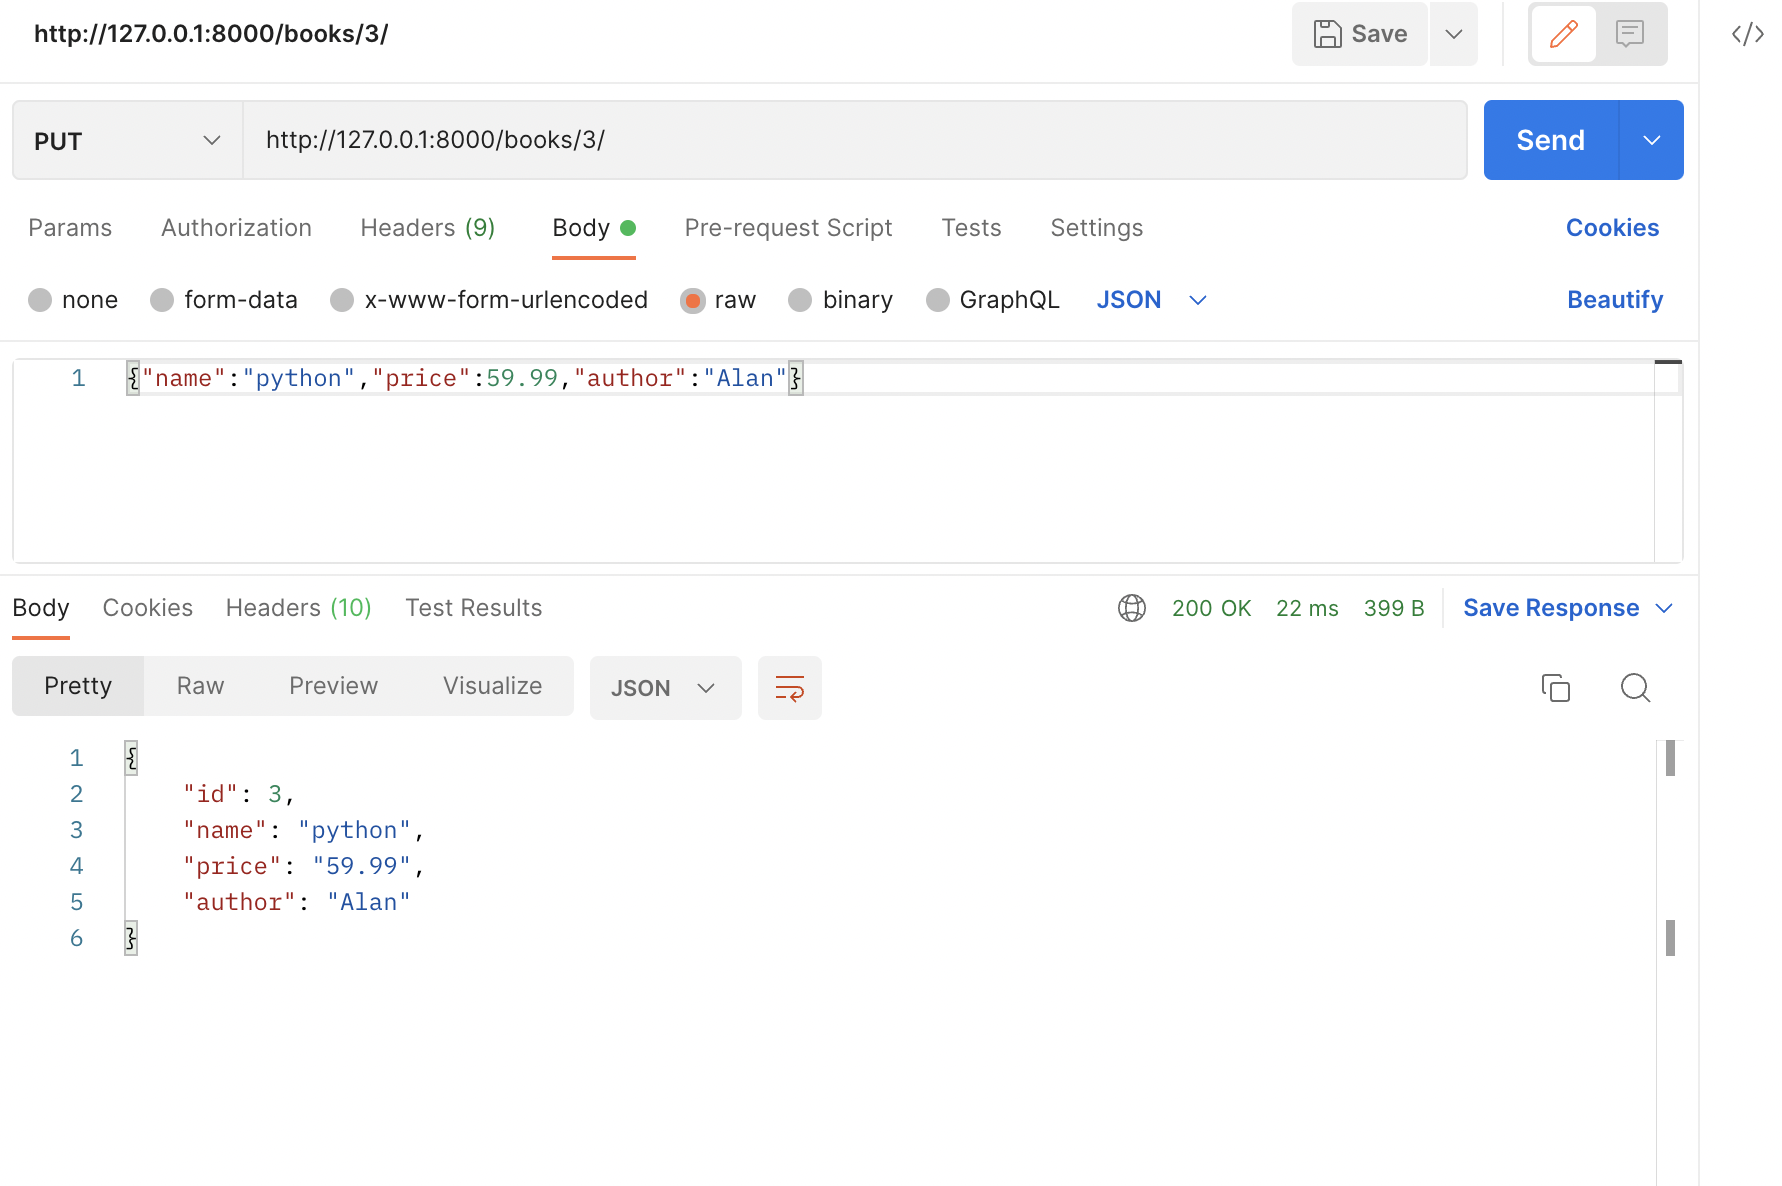 http://127.0.0.1:8000/books/3/ Save
PUT http://127.0.0.1:8000/books/3/ Send
Params Authorization Headers (9) Body Pre-request Script Tests Settings Cookies
none form-data x-www-form-urlencoded raw binary GraphQL JSON Beautify
1 {"name":"python","price":59.99,"author":"Alan"}
Body Cookies Headers (10) Test Results 200 OK 22 ms 399 B Save Response
Pretty Raw Preview Visualize JSON
1 {
2 "id": 3,
3 "name": "python",
4 "price": "59.99",
5 "author": "Alan"
6 }